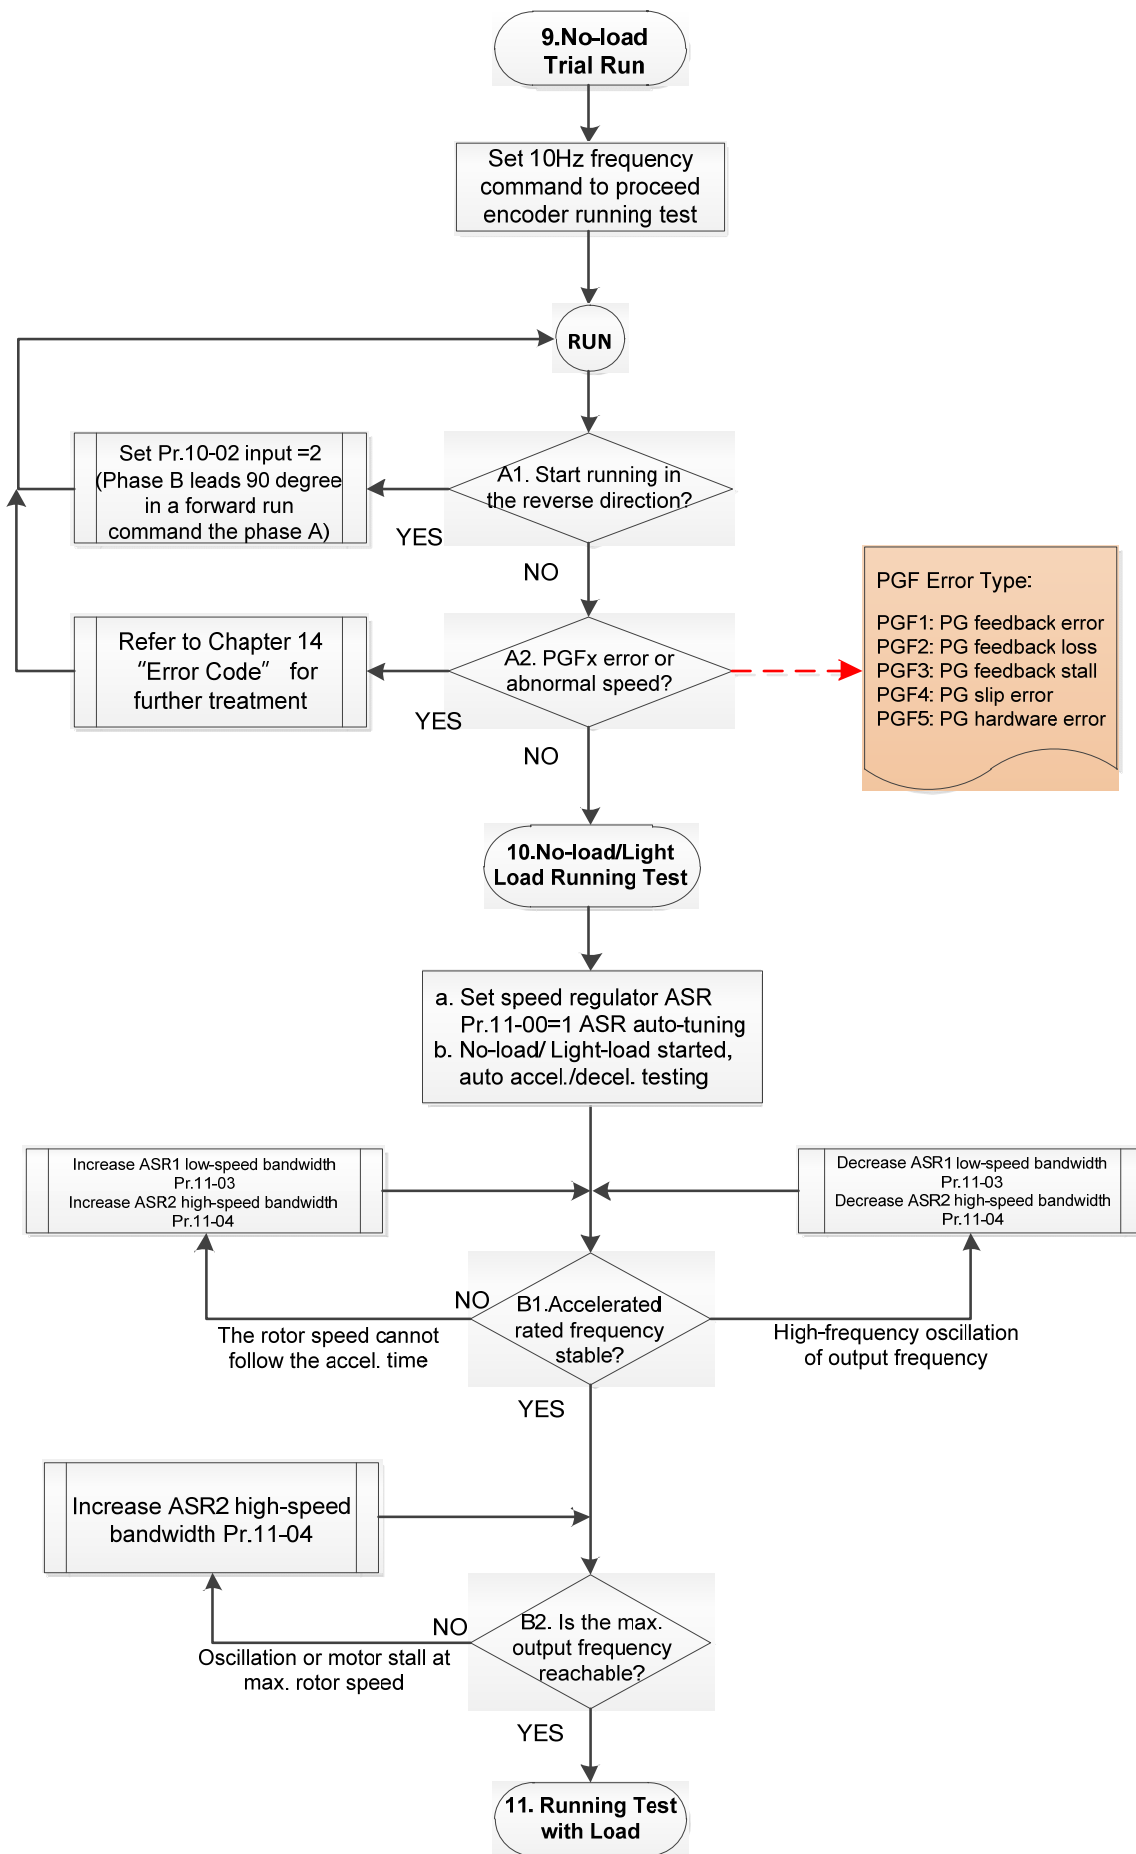 9.No-load
Trial Run
Set 10Hz frequency
command to proceed
encoder running test
RUN
Set Pr.10-02 input =2
(Phase B leads 90 degree
in a forward run
command the phase A)
A1. Start running in
the reverse direction?
YES
NO
Refer to Chapter 14
“Error Code” for
further treatment
A2. PGFx error or
abnormal speed?
YES
NO
PGF Error Type:
PGF1: PG feedback error
PGF2: PG feedback loss
PGF3: PG feedback stall
PGF4: PG slip error
PGF5: PG hardware error
10.No-load/Light
Load Running Test
a. Set speed regulator ASR
Pr.11-00=1 ASR auto-tuning
b. No-load/ Light-load started,
auto accel./decel. testing
Increase ASR1 low-speed bandwidth
Pr.11-03
Increase ASR2 high-speed bandwidth
Pr.11-04
Decrease ASR1 low-speed bandwidth
Pr.11-03
Decrease ASR2 high-speed bandwidth
Pr.11-04
NO
B1.Accelerated
rated frequency
stable?
The rotor speed cannot
follow the accel. time
High-frequency oscillation
of output frequency
YES
Increase ASR2 high-speed
bandwidth Pr.11-04
NO
B2. Is the max.
output frequency
reachable?
Oscillation or motor stall at
max. rotor speed
YES
11. Running Test
with Load